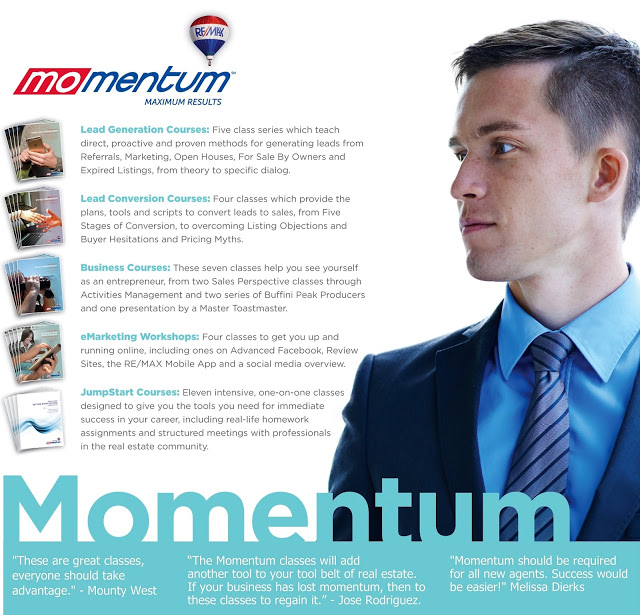 RE/MAX
momentum℠
MAXIMUM RESULTS
Lead Generation Courses: Five class series which teach
direct, proactive and proven methods for generating leads from
Referrals, Marketing, Open Houses, For Sale By Owners and
Expired Listings, from theory to specific dialog.
Lead Conversion Courses: Four classes which provide the
plans, tools and scripts to convert leads to sales, from Five
Stages of Conversion, to overcoming Listing Objections and
Buyer Hesitations and Pricing Myths.
Business Courses: These seven classes help you see yourself
as an entrepreneur, from two Sales Perspective classes through
Activities Management and two series of Buffini Peak Producers
and one presentation by a Master Toastmaster.
eMarketing Workshops: Four classes to get you up and
running online, including ones on Advanced Facebook, Review
Sites, the RE/MAX Mobile App and a social media overview.
JumpStart Courses: Eleven intensive, one-on-one classes
designed to give you the tools you need for immediate
success in your career, including real-life homework
assignments and structured meetings with professionals
in the real estate community.
Momentum
"These are great classes,
everyone should take
advantage." - Mounty West
“The Momentum classes will add
another tool to your tool belt of real estate.
If your business has lost momentum, then to
these classes to regain it.” - Jose Rodriguez.
"Momentum should be required
for all new agents. Success would
be easier!" Melissa Dierks